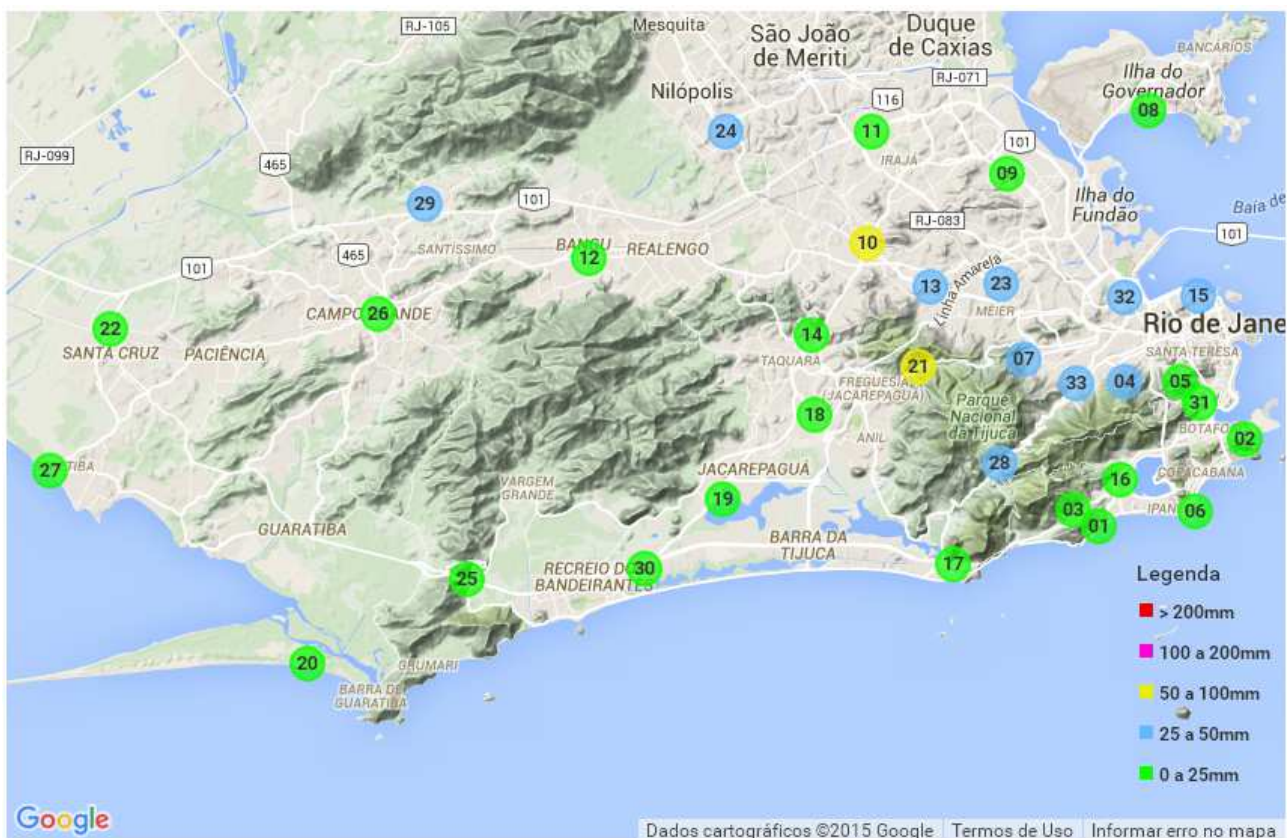 RJ-105
Mesquita
São João
de Meriti
Duque
de Caxias
BANCÁRIOS
RJ-071
Ilha do
Governador
Nilópolis
116
08
24
11
101
RJ-099
465
IRAJÁ
09
Ilha do
Fundão
29
101
RJ-083
Baía de
101
SANTÍSSIMO
BANGU
REALENGO
10
12
465
101
Linha Amarela
13
23
32
15
MEIER
26
CAMPO GRANDE
22
SANTA CRUZ
PACIÊNCIA
14
Rio de Jane
TAQUARA
SANTA TERESA
21
07
FREGUESIA
(JACAREPAGUÁ)
33
04
05
Parque
Nacional
da Tijuca
31
18
BOTAFO
ANIL
02
27
TIBA
28
COPACABANA
JACAREPAGUÁ
16
VARGEM
GRANDE
19
03
IPAN
06
01
GUARATIBA
BARRA DA
TIJUCA
17
25
RECREIO DOS
BANDEIRANTES
30
Legenda
> 200mm
100 a 200mm
20
GRUMARI
BARRA DE
GUARATIBA
50 a 100mm
25 a 50mm
0 a 25mm
Google
Dados cartográficos ©2015 Google Termos de Uso Informar erro no mapa